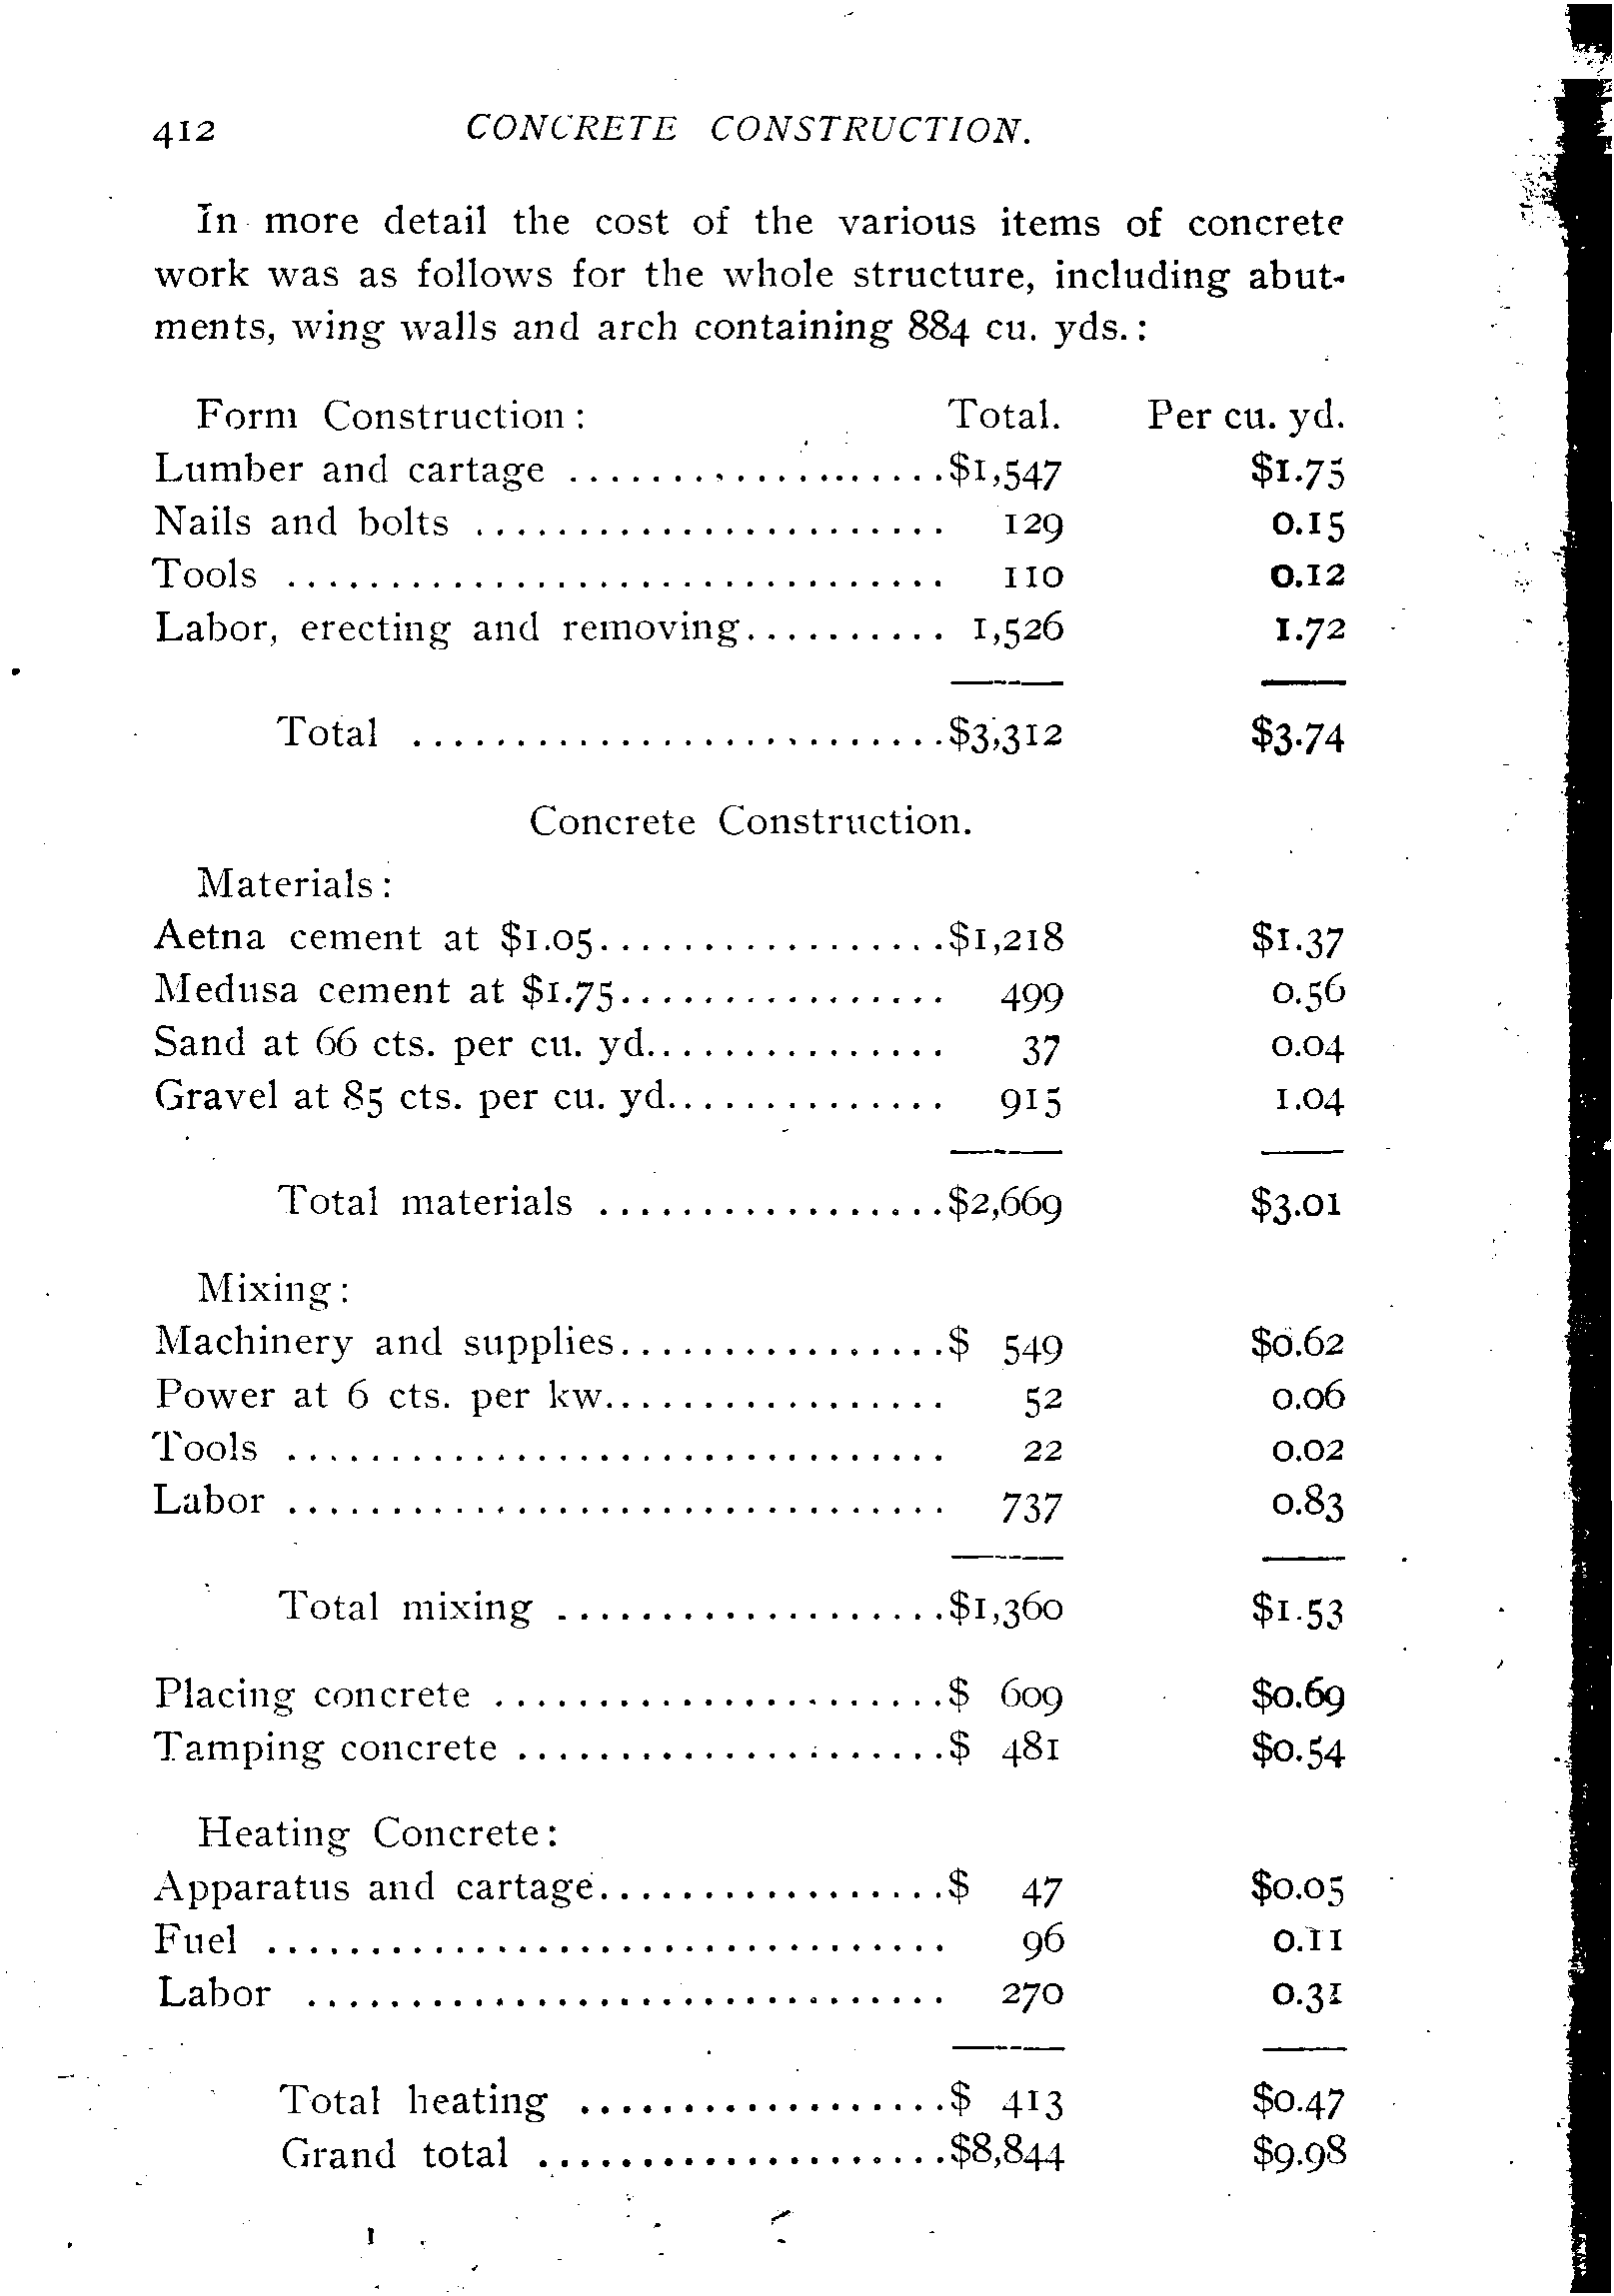 412 CONCRETE CONSTRUCTION.
In more detail the cost of the various items of concrete
work was as follows for the whole structure, including abut-
ments, wing walls and arch containing 884 cu. yds.:
Form Construction: Total. Per cu. yd.
Lumber and cartage ..................$1,547 $1.75
Nails and bolts ....................... 129 0.15
Tools ................................ 110 0.12
Labor, erecting and removing.......... 1,526 1.72
Total ..........................$3,312 $3.74
Concrete Construction.
Materials:
Aetna cement at $1.05.................$1,218 $1.37
Medusa cement at $1.75................ 499 0.56
Sand at 66 cts. per cu. yd............... 37 0.04
Gravel at 85 cts. per cu. yd.............. 915 1.04
Total materials .................$2,669 $3.01
Mixing:
Machinery and supplies................$ 549 $0.62
Power at 6 cts. per kw................. 52 0.06
Tools ................................ 22 0.02
Labor ................................ 737 0.83
Total mixing ...................$1,360 $1.53
Placing concrete ......................$ 609 $0.69
Tamping concrete .....................$ 481 $0.54
Heating Concrete:
Apparatus and cartage.................$ 47 $0.05
Fuel ................................. 96 0.11
Labor ............................... 270 0.31
Total heating ..................$ 413 $0.47
Grand total ....................$8,844 $9.98